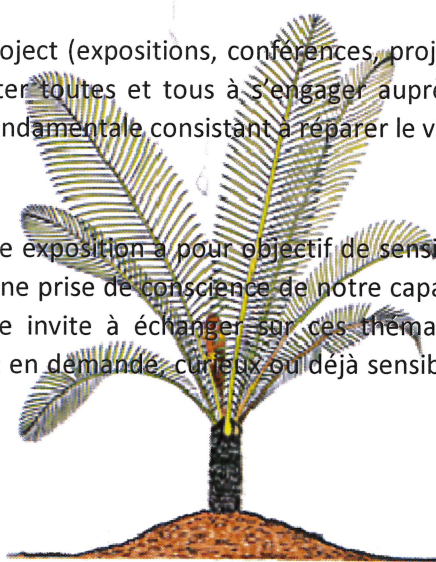 oject (expositions, conférences, proj
ter toutes et tous à s'engager aupre
ndamentale consistant à réparer le v
e exposition a pour objectif de sensi
ne prise de conscience de notre capa
e invite à échanger sur ces théma
en demande, curieux ou déjà sensib